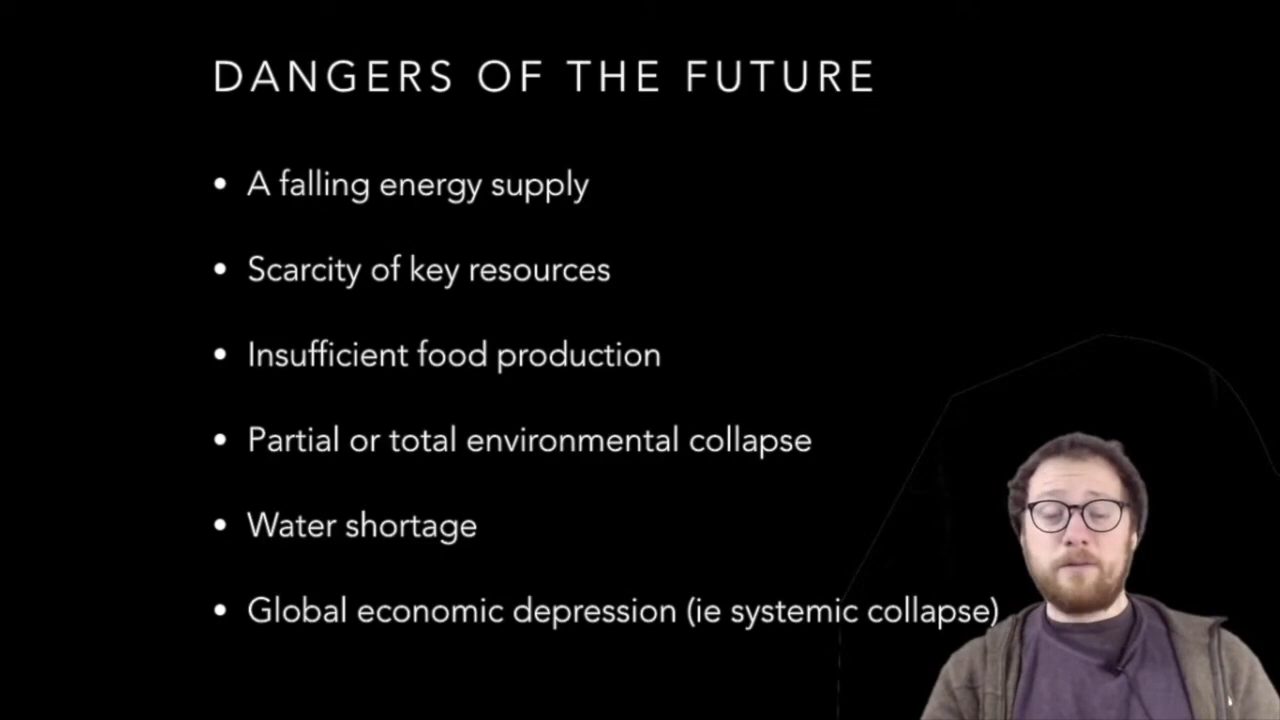 DANGERS OF THE FUTURE
• A falling energy supply
• Scarcity of key resources
• Insufficient food production
• Partial or total environmental collapse
• Water shortage
• Global economic depression (ie systemic collapse)